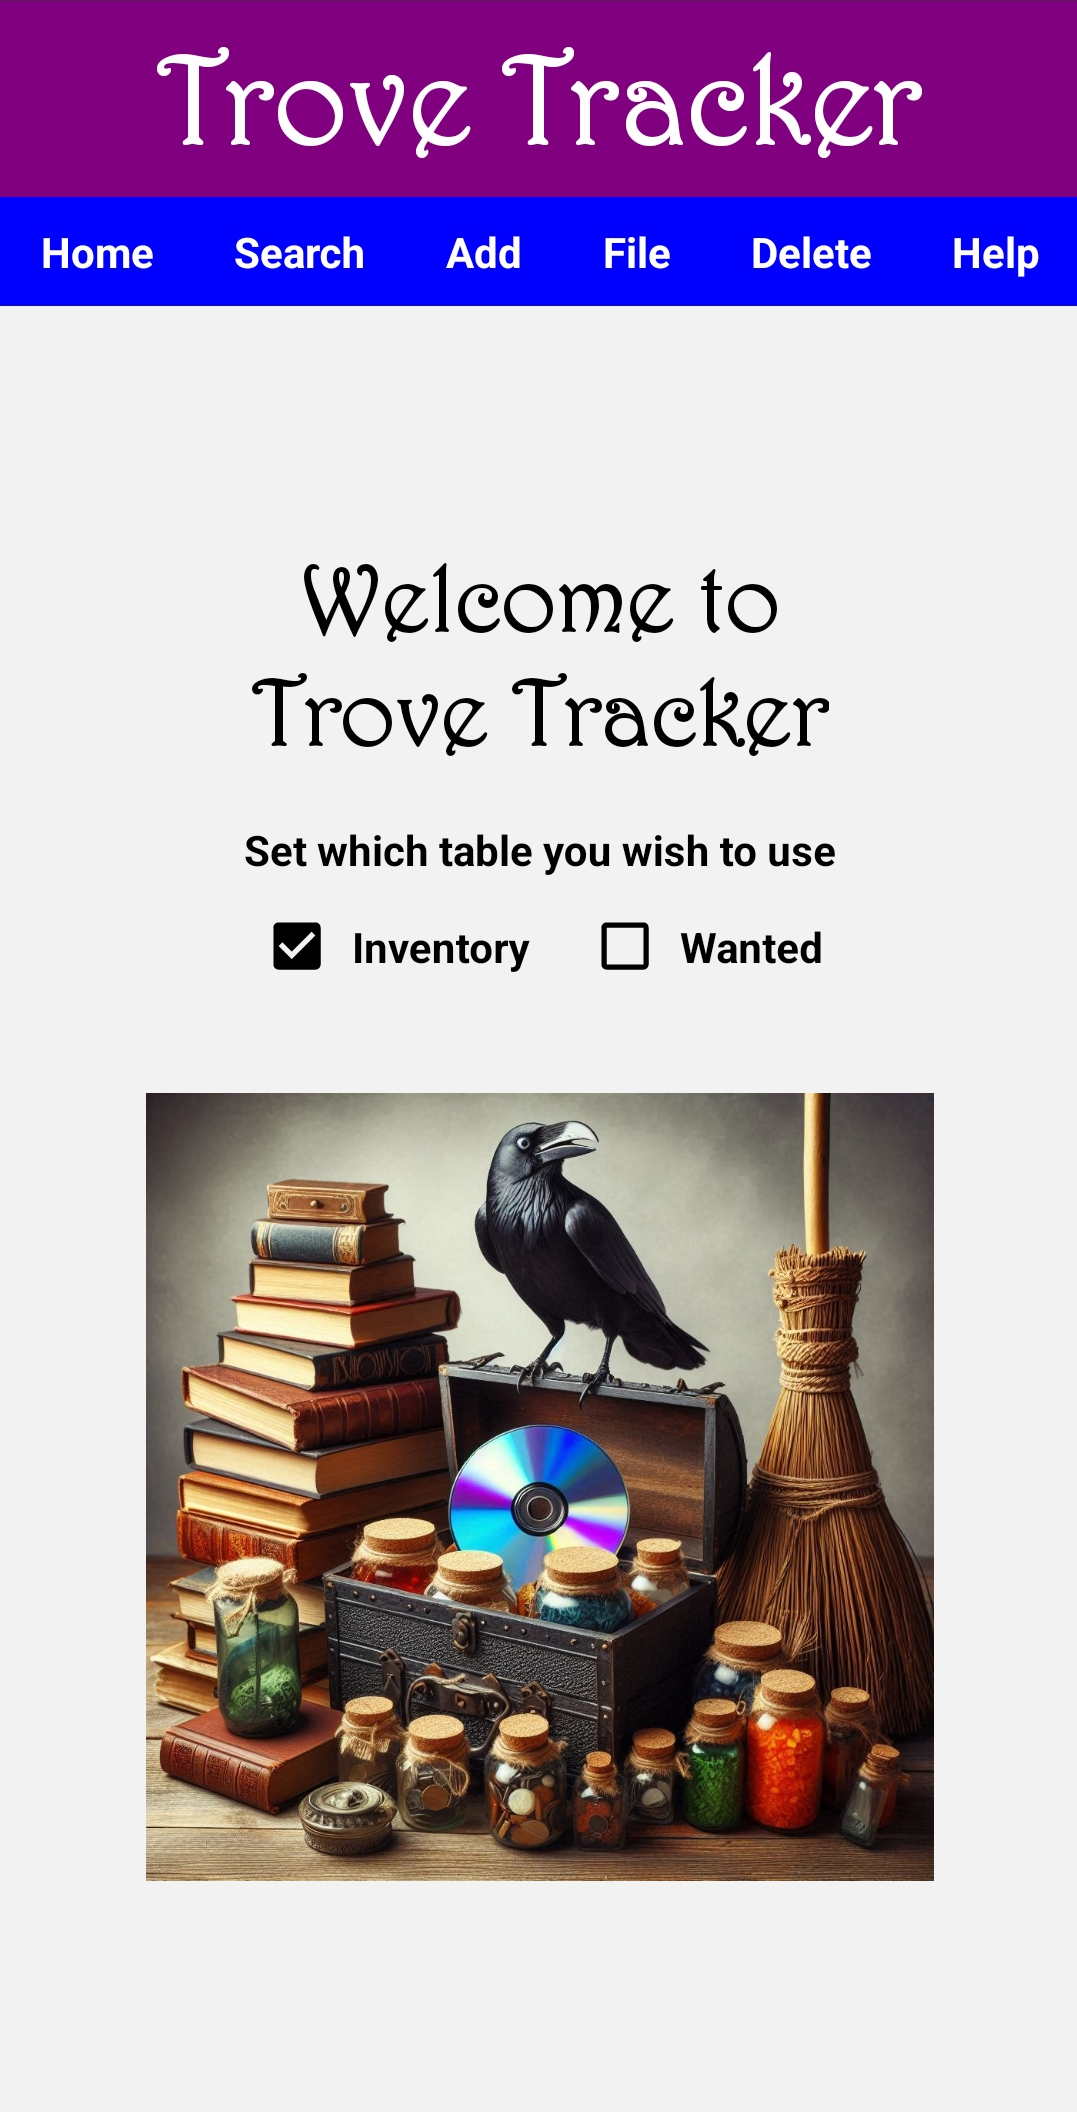 Trove Tracker
Home Search Add File Delete Help
Welcome to
Trove Tracker
Set which table you wish to use
Inventory Wanted